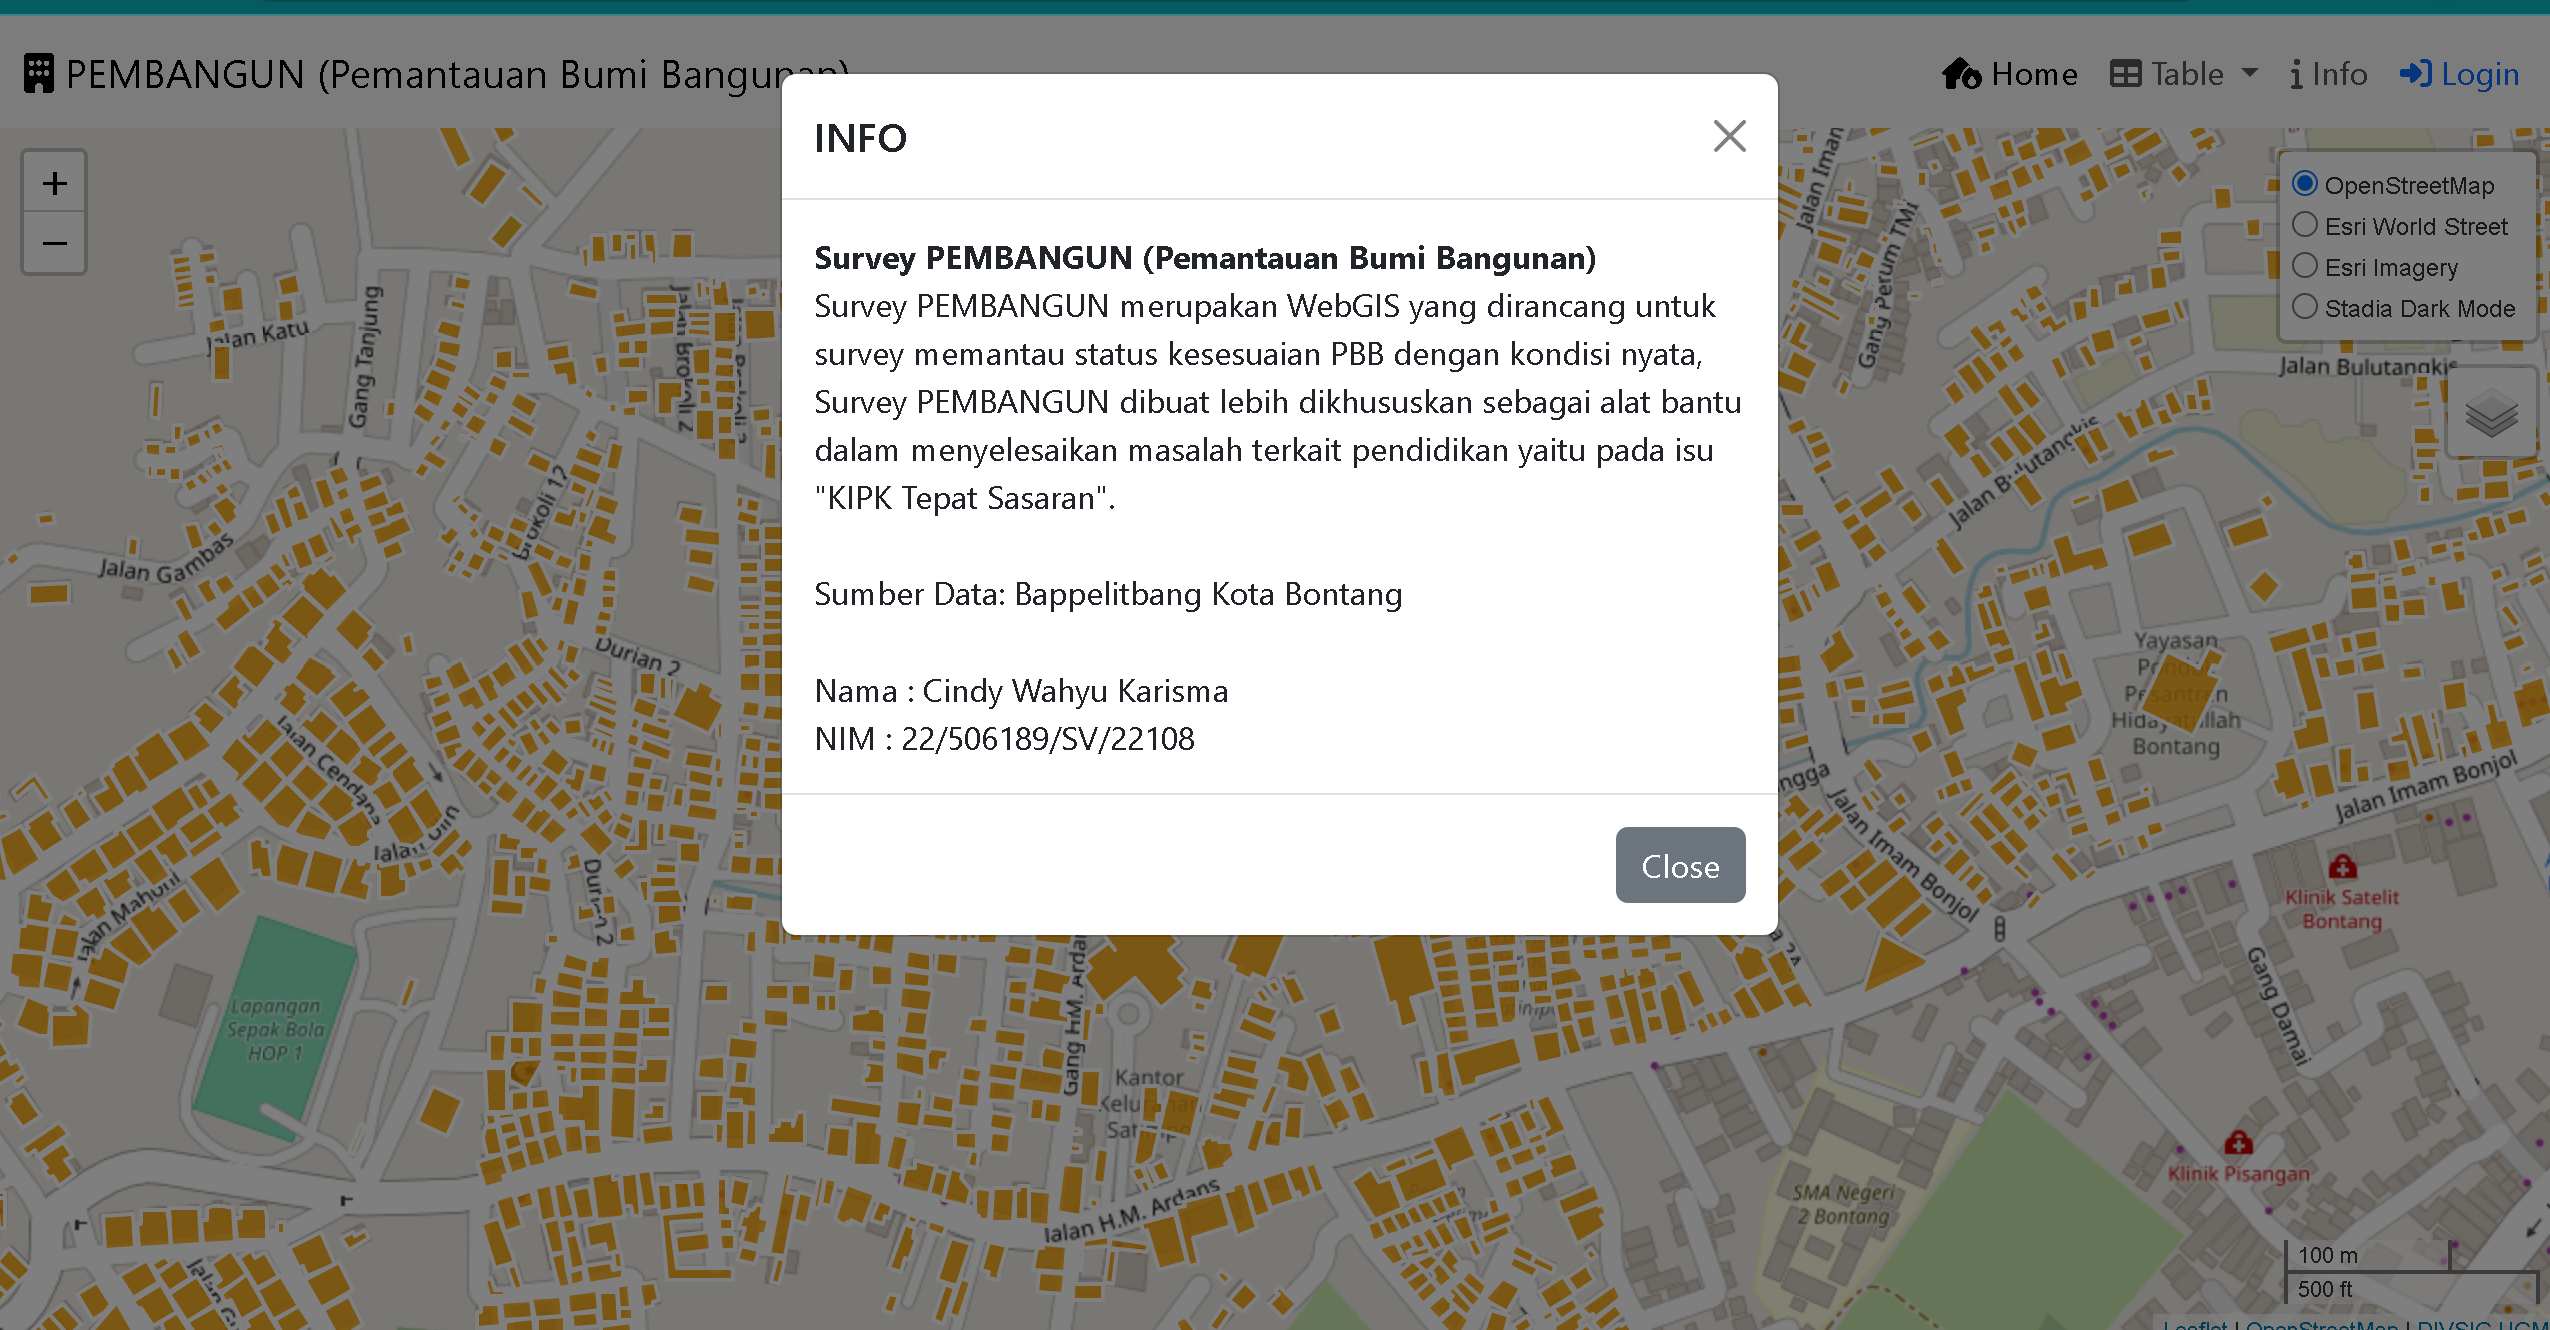 PEMBANGUN (Pemantauan Bumi Bangunan)
Home
Table
Info
Login
+
−
INFO
Survey PEMBANGUN (Pemantauan Bumi Bangunan)
Survey PEMBANGUN merupakan WebGIS yang dirancang untuk
survey memantau status kesesuaian PBB dengan kondisi nyata,
Survey PEMBANGUN dibuat lebih dikhususkan sebagai alat bantu
dalam menyelesaikan masalah terkait pendidikan yaitu pada isu
"KIPK Tepat Sasaran".
Sumber Data: Bappelitbang Kota Bontang
Nama : Cindy Wahyu Karisma
NIM : 22/506189/SV/22108
Close
OpenStreetMap
Esri World Street
Esri Imagery
Stadia Dark Mode
Jalan Katu
Gang Tanjung
Jalan Gambas
Brokoli 12
Durian 2
Jalan Cendana
Jalan Mahoni
Durian 2
Lapangan
Sepak Bola
HOP 1
Gang H.M. Ardans
Kantor
Kelurahan
Jalan H.M. Ardans
Jalan Iman
Gang Perum TMI
Jalan Bulutangkis
Jalan Bulutangkis
Yayasan
Pondok
Pesantren
Hidayatullah
Bontang
Jalan Imam Bonjol
Jalan Imam Bonjol
Klinik Satelit
Bontang
Gang Damai
Klinik Pisangan
SMA Negeri
2 Bontang
100 m
500 ft
Leaflet | OpenStreetMap | DIVSIG UGM